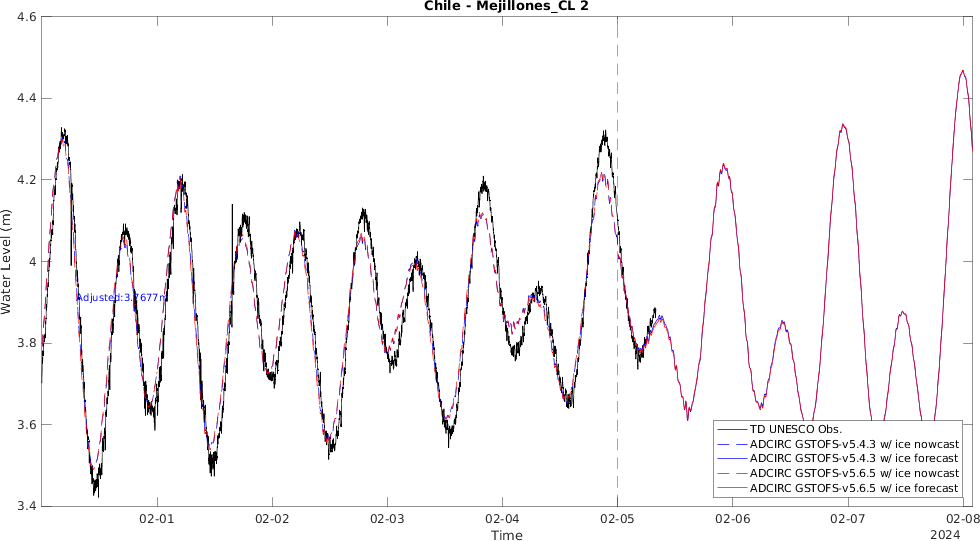 Chile - Mejillones_CL 2
4.6
4.4
4.2
4
3.8
3.6
3.4
Water Level (m)
Adjusted:3.7677m
TD UNESCO Obs.
ADCIRC GSTOFS-v5.4.3 w/ ice nowcast
ADCIRC GSTOFS-v5.4.3 w/ ice forecast
ADCIRC GSTOFS-v5.6.5 w/ ice nowcast
ADCIRC GSTOFS-v5.6.5 w/ ice forecast
02-01 02-02 02-03 02-04 02-05 02-06 02-07 02-08
Time
2024